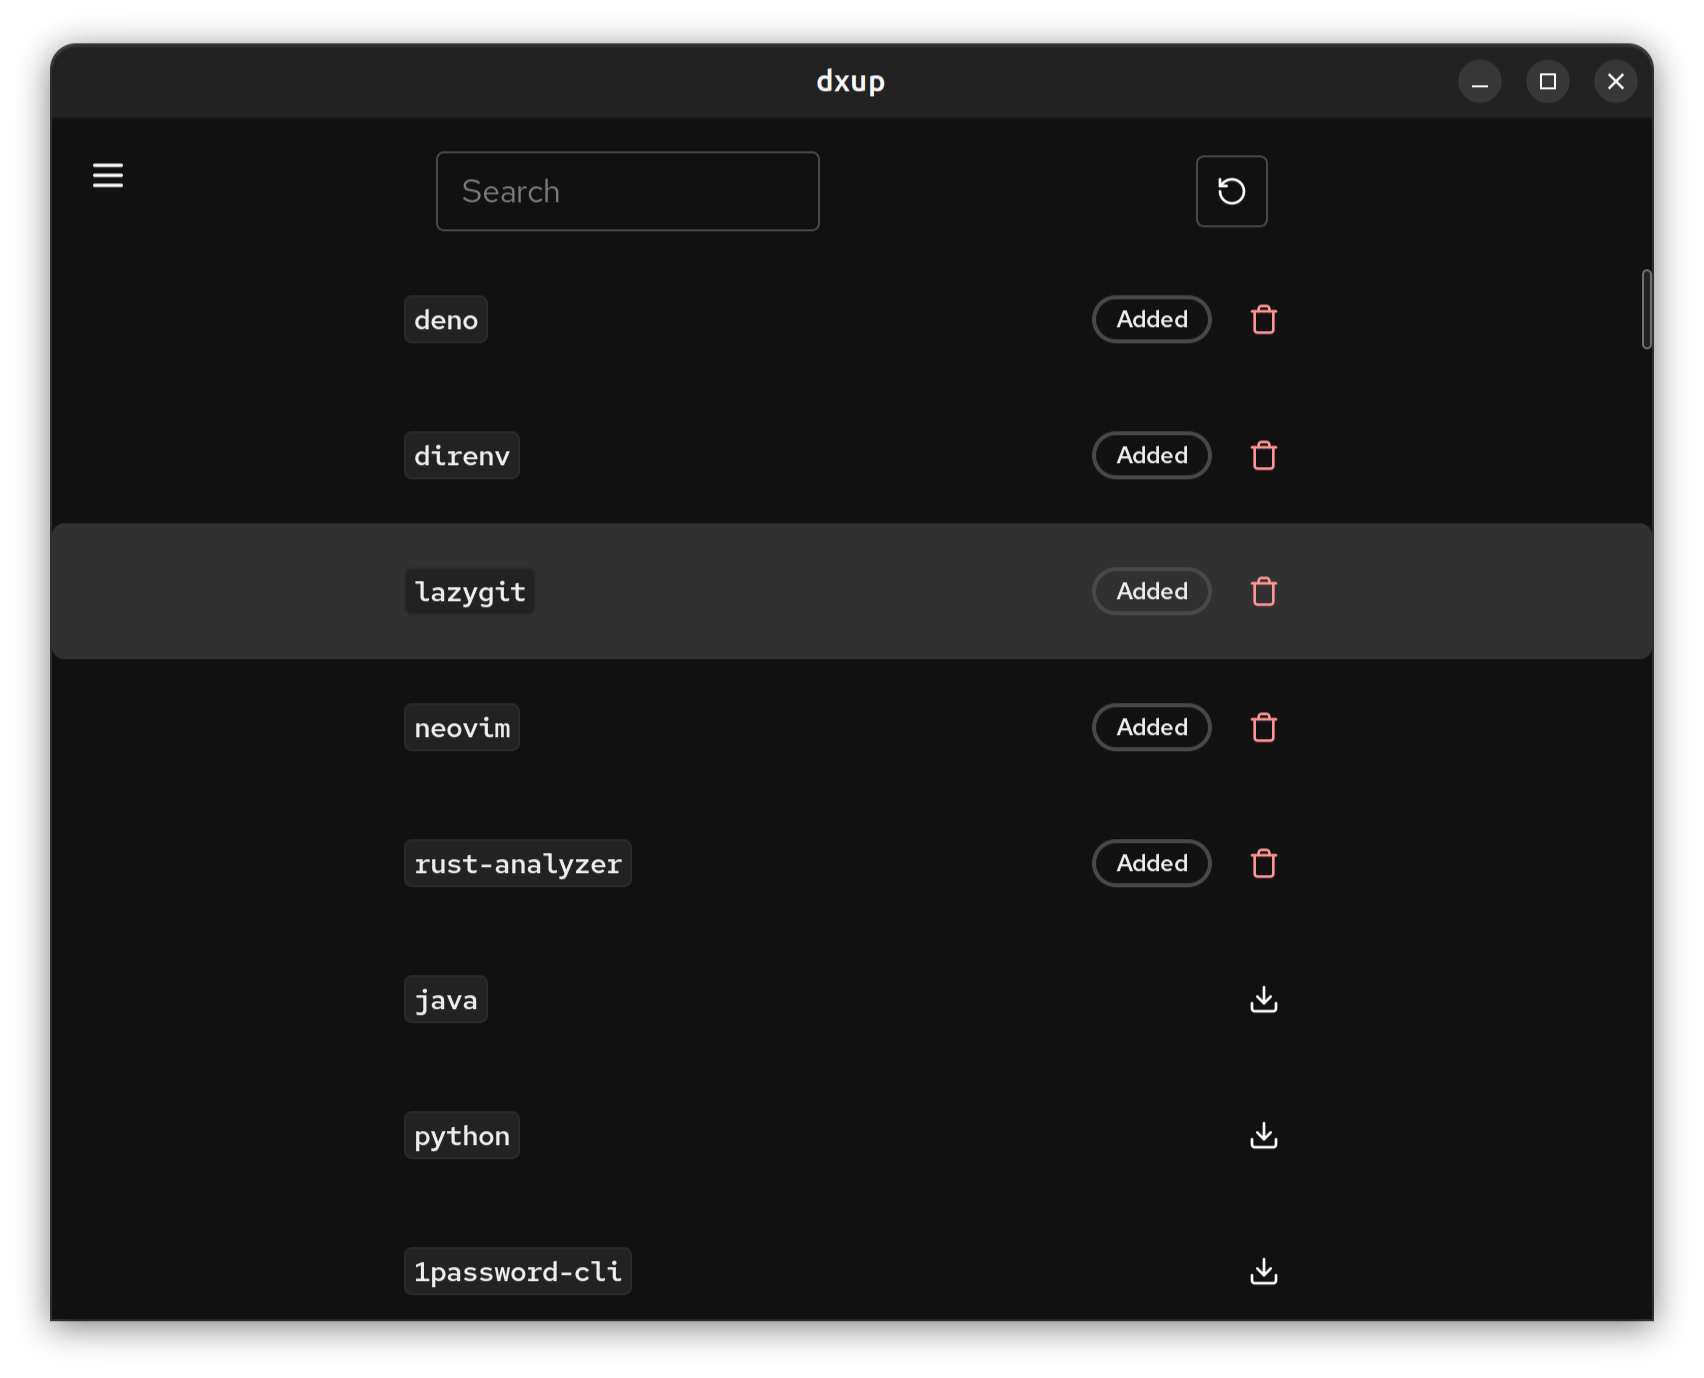 dxup
Search
deno Added
direnv Added
lazygit Added
neovim Added
rust-analyzer Added
java
python
1password-cli